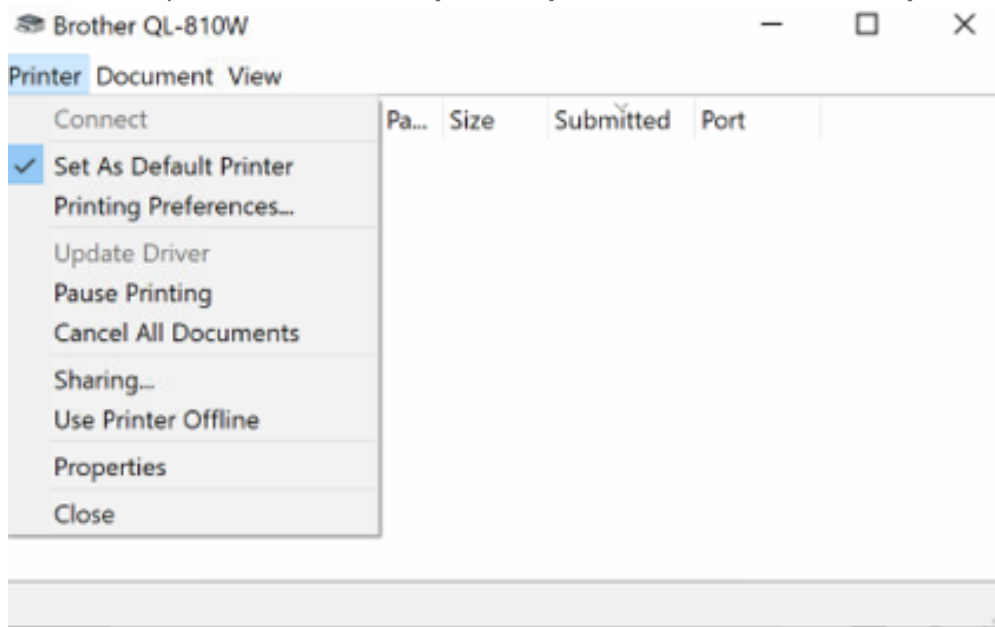 Brother QL-810W
Printer Document View
Connect
Pa... Size Submitted Port
Set As Default Printer
Printing Preferences...
Update Driver
Pause Printing
Cancel All Documents
Sharing...
Use Printer Offline
Properties
Close